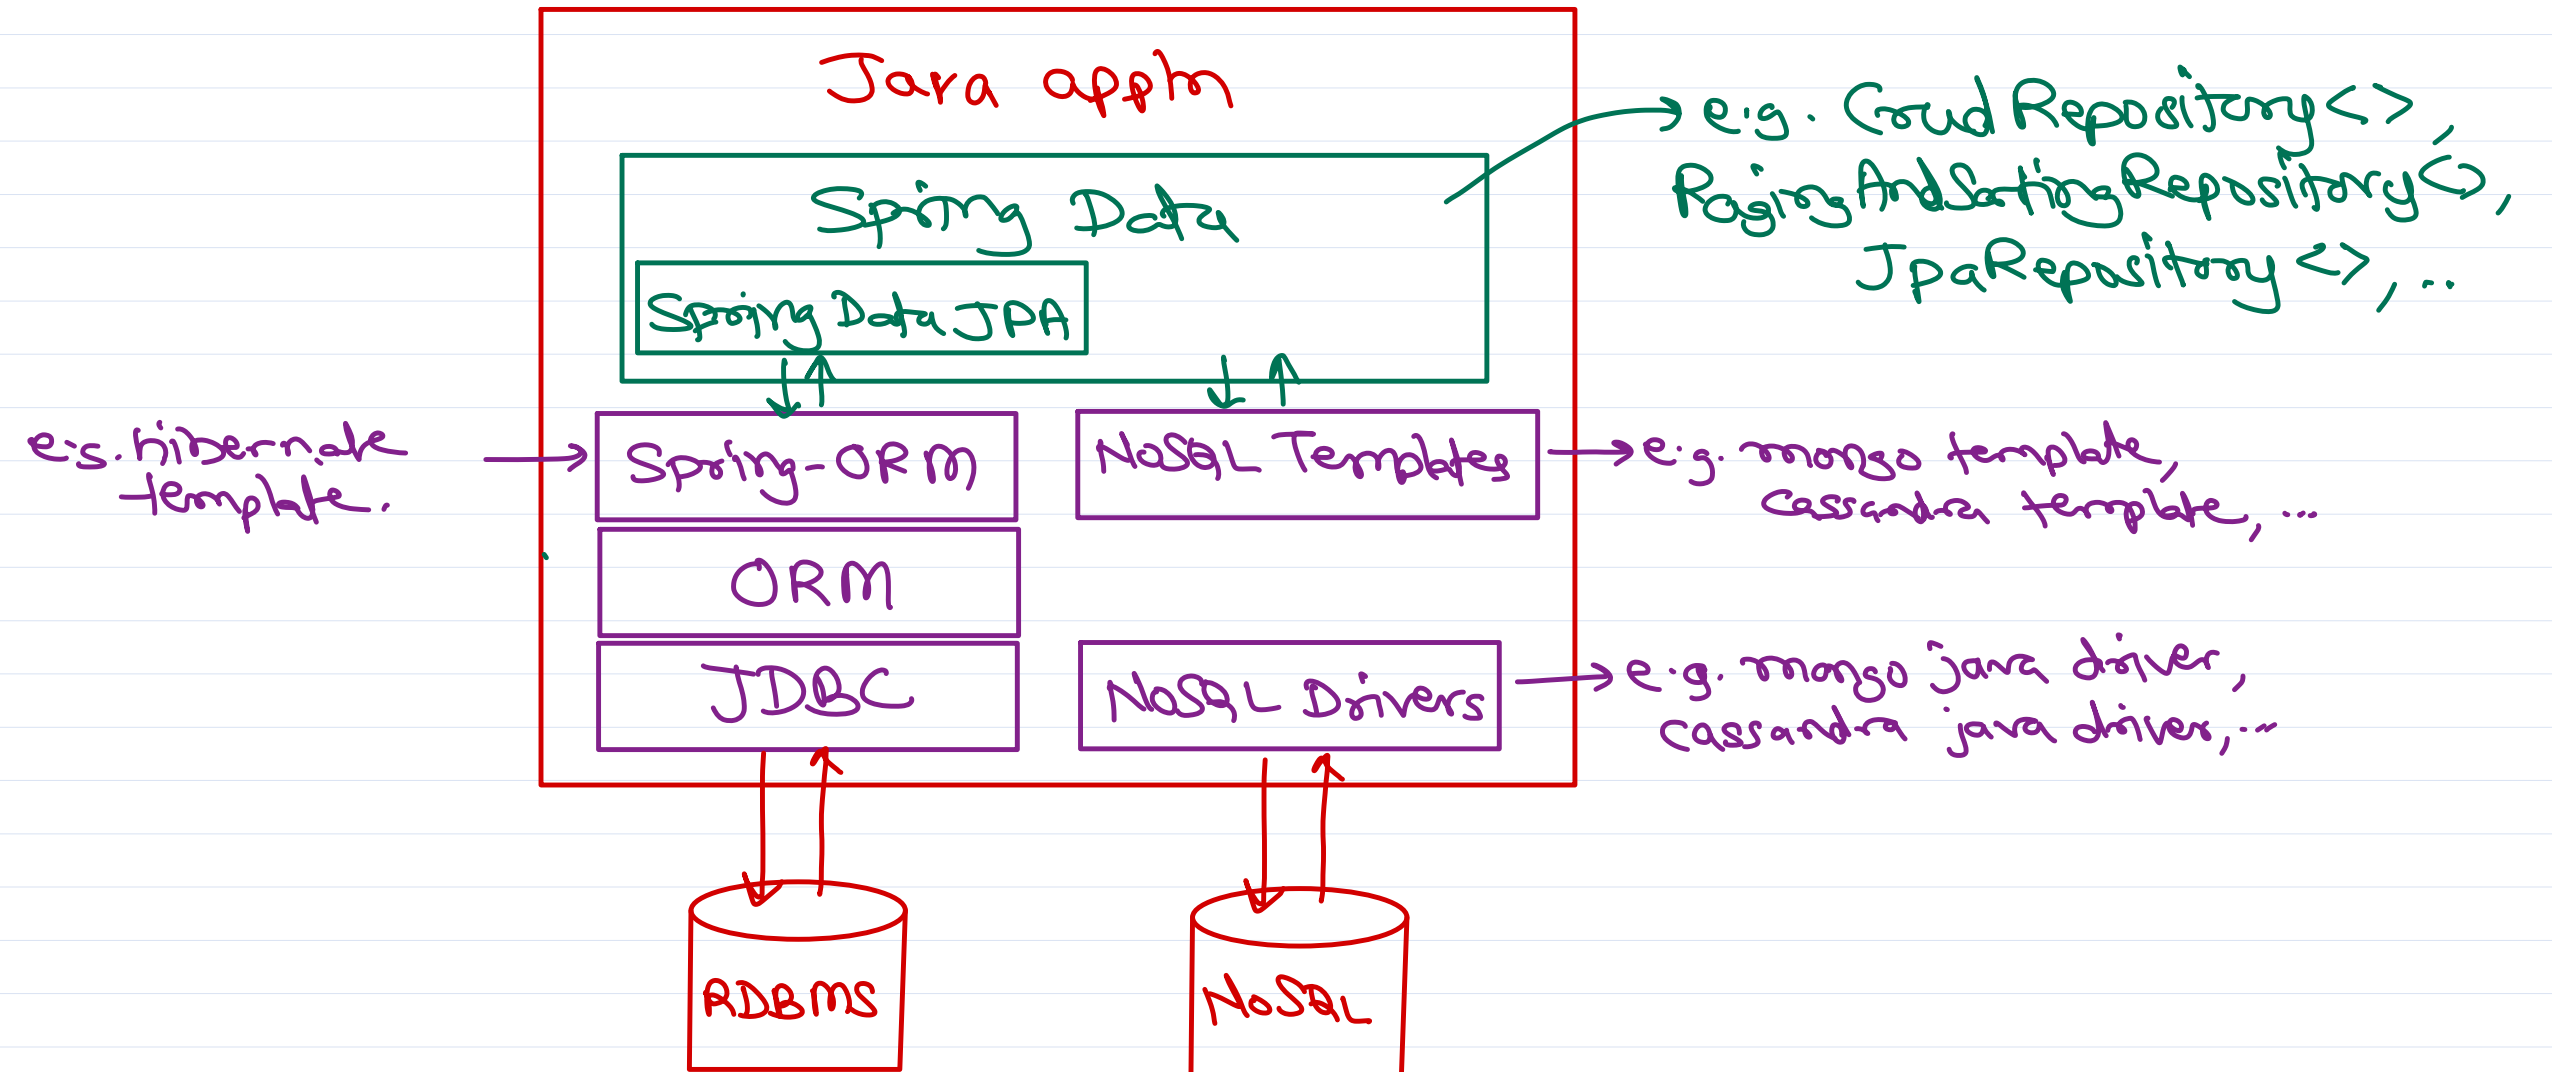 Java appln
e.g. CrudRepository<>,
PagingAndSortingRepository<>,
JpaRepository<>, ..
Spring Data
Spring Data JPA
e.g. hibernate
template.
Spring-ORM
NoSQL Templates
e.g. mongo template,
cassandra template, ...
ORM
JDBC
NoSQL Drivers
e.g. mongo java driver,
cassandra java driver, ...
RDBMS
NoSQL